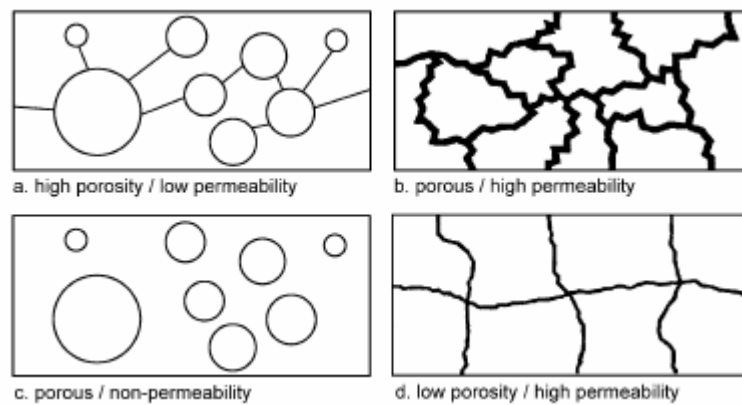 a. high porosity / low permeability
b. porous / high permeability
c. porous / non-permeability
d. low porosity / high permeability